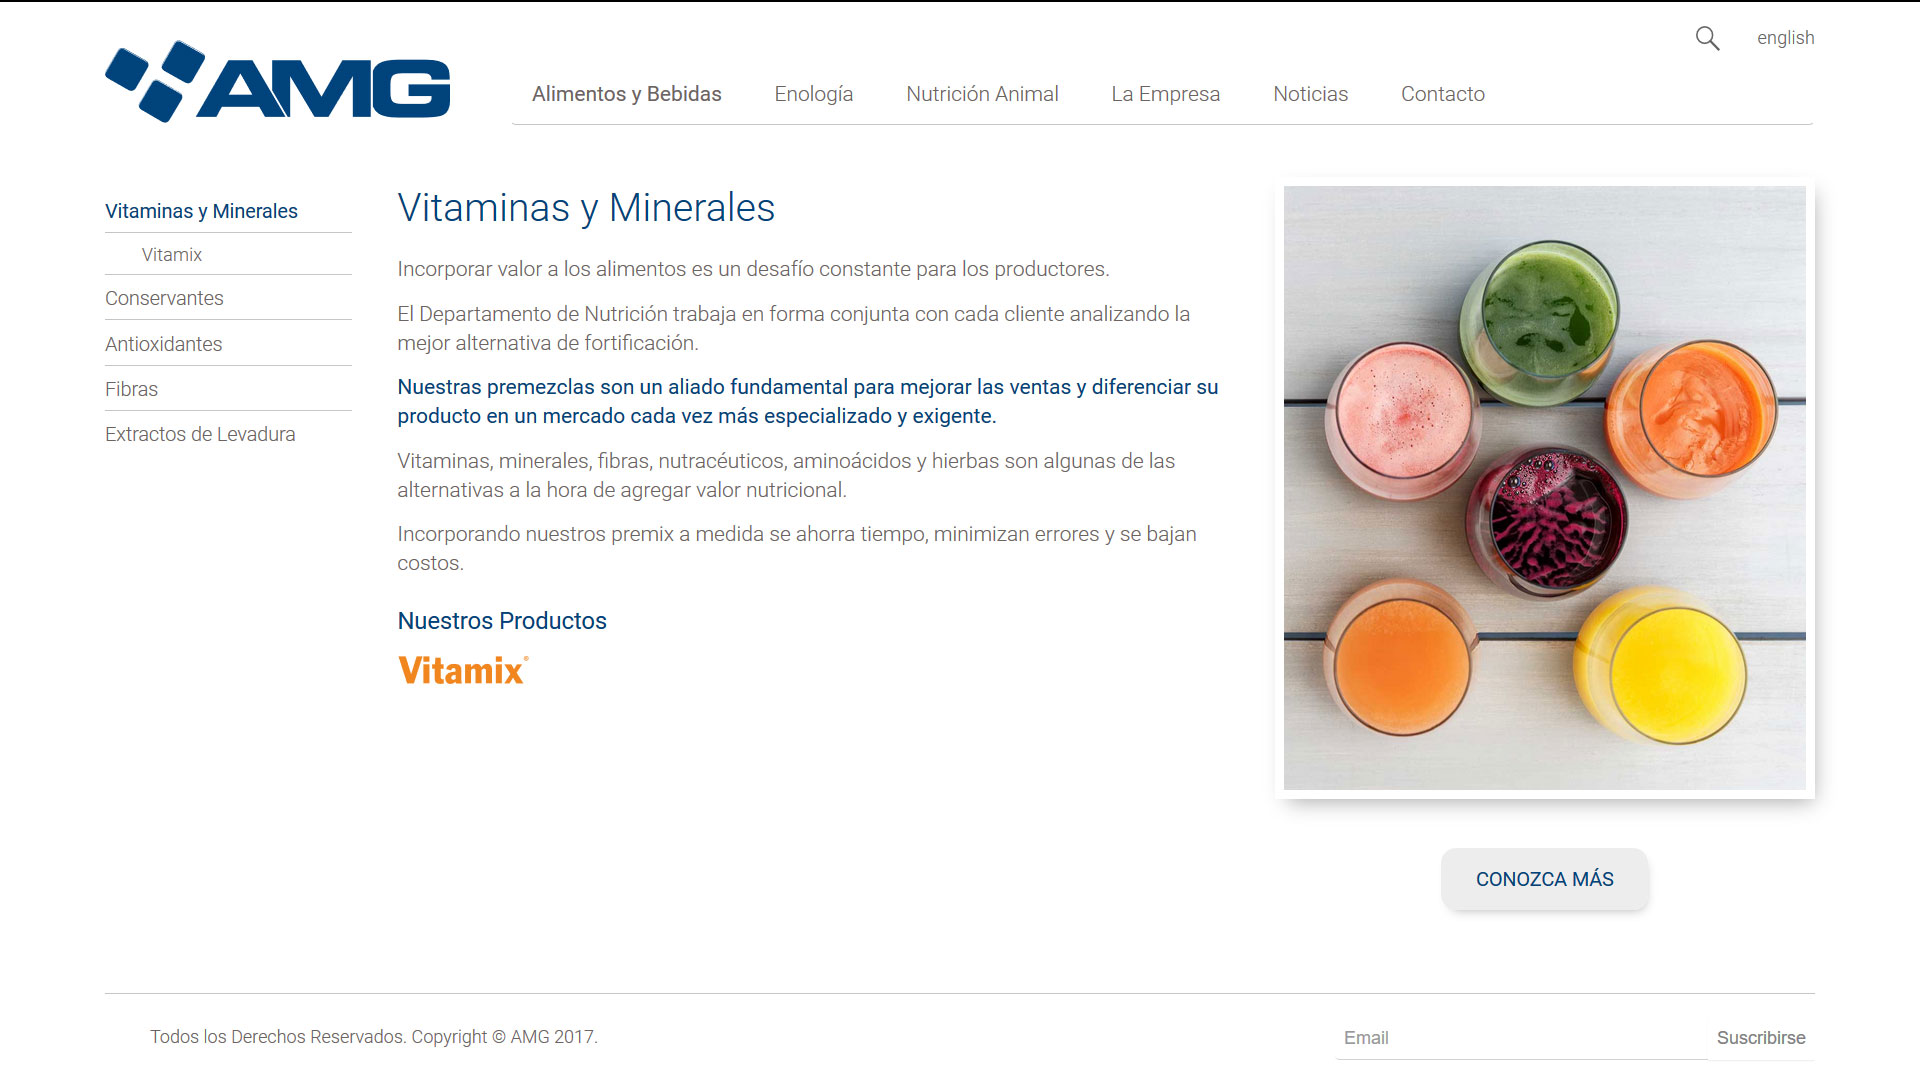 english
AMG
Alimentos y Bebidas
Enología
Nutrición Animal
La Empresa
Noticias
Contacto
Vitaminas y Minerales
Vitamix
Conservantes
Antioxidantes
Fibras
Extractos de Levadura
Vitaminas y Minerales
Incorporar valor a los alimentos es un desafío constante para los productores.
El Departamento de Nutrición trabaja en forma conjunta con cada cliente analizando la
mejor alternativa de fortificación.
Nuestras premezclas son un aliado fundamental para mejorar las ventas y diferenciar su
producto en un mercado cada vez más especializado y exigente.
Vitaminas, minerales, fibras, nutracéuticos, aminoácidos y hierbas son algunas de las
alternativas a la hora de agregar valor nutricional.
Incorporando nuestros premix a medida se ahorra tiempo, minimizan errores y se bajan
costos.
Nuestros Productos
Vitamix®
CONOZCA MÁS
Todos los Derechos Reservados. Copyright © AMG 2017.
Email
Suscribirse